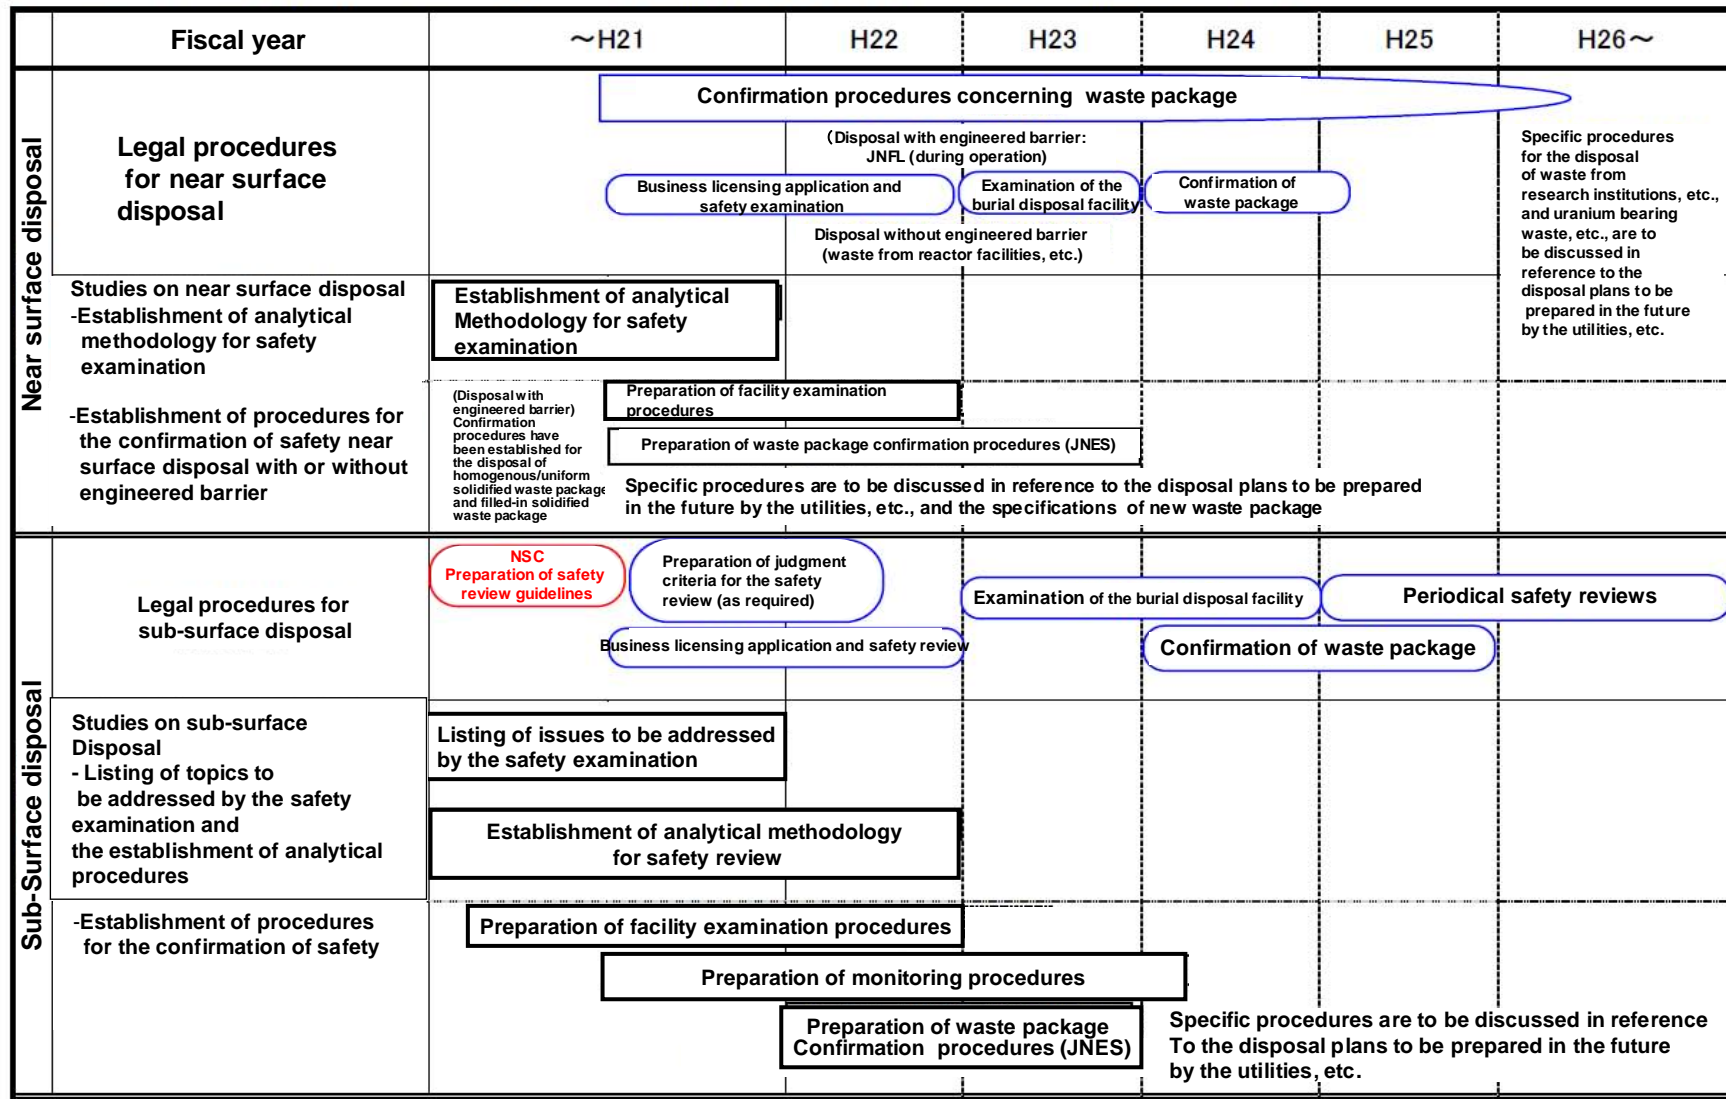 Fiscal year
～H21
H22
H23
H24
H25
H26～
Near surface disposal
Legal procedures
for near surface
disposal
Confirmation procedures concerning waste package
(Disposal with engineered barrier:
JNFL (during operation)
Business licensing application and
safety examination
Examination of the
burial disposal facility
Confirmation of
waste package
Disposal without engineered barrier
(waste from reactor facilities, etc.)
Specific procedures
for the disposal
of waste from
research institutions, etc.,
and uranium bearing
waste, etc., are to
be discussed in
reference to the
disposal plans to be
prepared in the future
by the utilities, etc.
Studies on near surface disposal
-Establishment of analytical
methodology for safety
examination
Establishment of analytical
Methodology for safety
examination
-Establishment of procedures for
the confirmation of safety near
surface disposal with or without
engineered barrier
(Disposal with
engineered barrier)
Confirmation
procedures have
been established for
the disposal of
homogenous/uniform
solidified waste package
and filled-in solidified
waste package
Preparation of facility examination
procedures
Preparation of waste package confirmation procedures (JNES)
Specific procedures are to be discussed in reference to the disposal plans to be prepared
in the future by the utilities, etc., and the specifications of new waste package
Sub-Surface disposal
Legal procedures for
sub-surface disposal
NSC
Preparation of safety
review guidelines
Preparation of judgment
criteria for the safety
review (as required)
Business licensing application and safety review
Examination of the burial disposal facility
Periodical safety reviews
Confirmation of waste package
Studies on sub-surface
Disposal
- Listing of topics to
be addressed by the safety
examination and
the establishment of analytical
procedures
Listing of issues to be addressed
by the safety examination
Establishment of analytical methodology
for safety review
-Establishment of procedures
for the confirmation of safety
Preparation of facility examination procedures
Preparation of monitoring procedures
Preparation of waste package
Confirmation procedures (JNES)
Specific procedures are to be discussed in reference
To the disposal plans to be prepared in the future
by the utilities, etc.